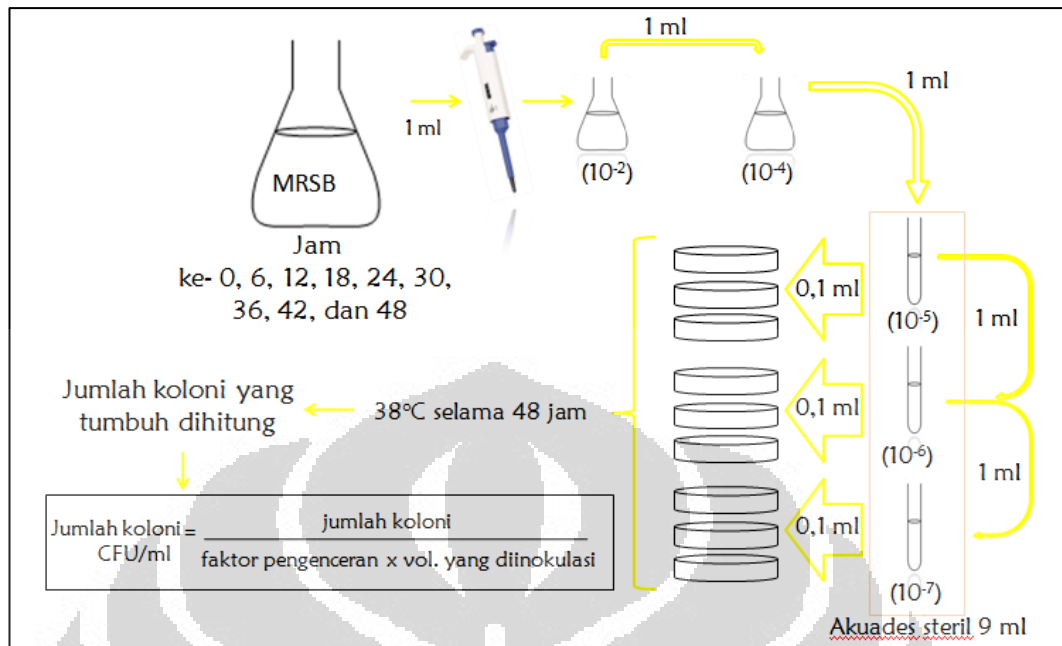 1 ml
1 ml
1 ml
MRSB
(10⁻²)
(10⁻⁴)
Jam
ke- 0, 6, 12, 18, 24, 30,
36, 42, dan 48
0,1 ml
(10⁻⁵)
1 ml
Jumlah koloni yang
tumbuh dihitung
38°C selama 48 jam
0,1 ml
(10⁻⁶)
1 ml
Jumlah koloni = jumlah koloni
CFU/ml
faktor pengenceran x vol. yang diinokulasi
0,1 ml
(10⁻⁷)
Akuades steril 9 ml